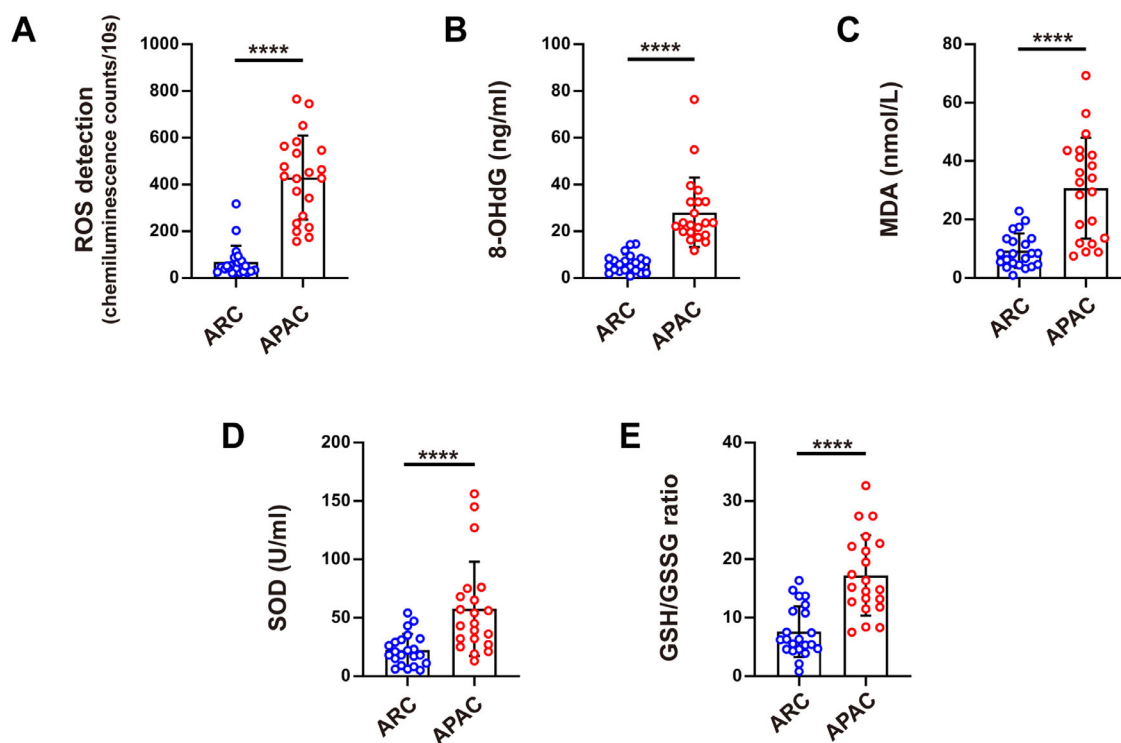 A
ROS detection
(chemiluminescence counts/10s)
1000
800
600
400
200
0
****
ARC
APAC
B
8-OHdG (ng/ml)
100
80
60
40
20
0
****
ARC
APAC
C
MDA (nmol/L)
80
60
40
20
0
****
ARC
APAC
D
SOD (U/ml)
200
150
100
50
0
****
ARC
APAC
E
GSH/GSSG ratio
40
30
20
10
0
****
ARC
APAC